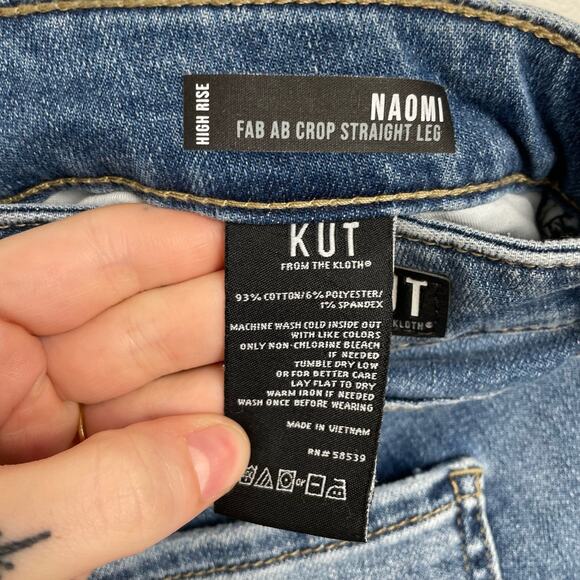 HIGH RISE
NAOMI
FAB AB CROP STRAIGHT LEG
KUT
FROM THE KLOTH®
93% COTTON/6% POLYESTER/
1% SPANDEX
MACHINE WASH COLD INSIDE OUT
WITH LIKE COLORS
ONLY NON-CHLORINE BLEACH
IF NEEDED
TUMBLE DRY LOW
OR FOR BETTER CARE
LAY FLAT TO DRY
WARM IRON IF NEEDED
WASH ONCE BEFORE WEARING
MADE IN VIETNAM
RN# 58539
or
UT
KLOTH®